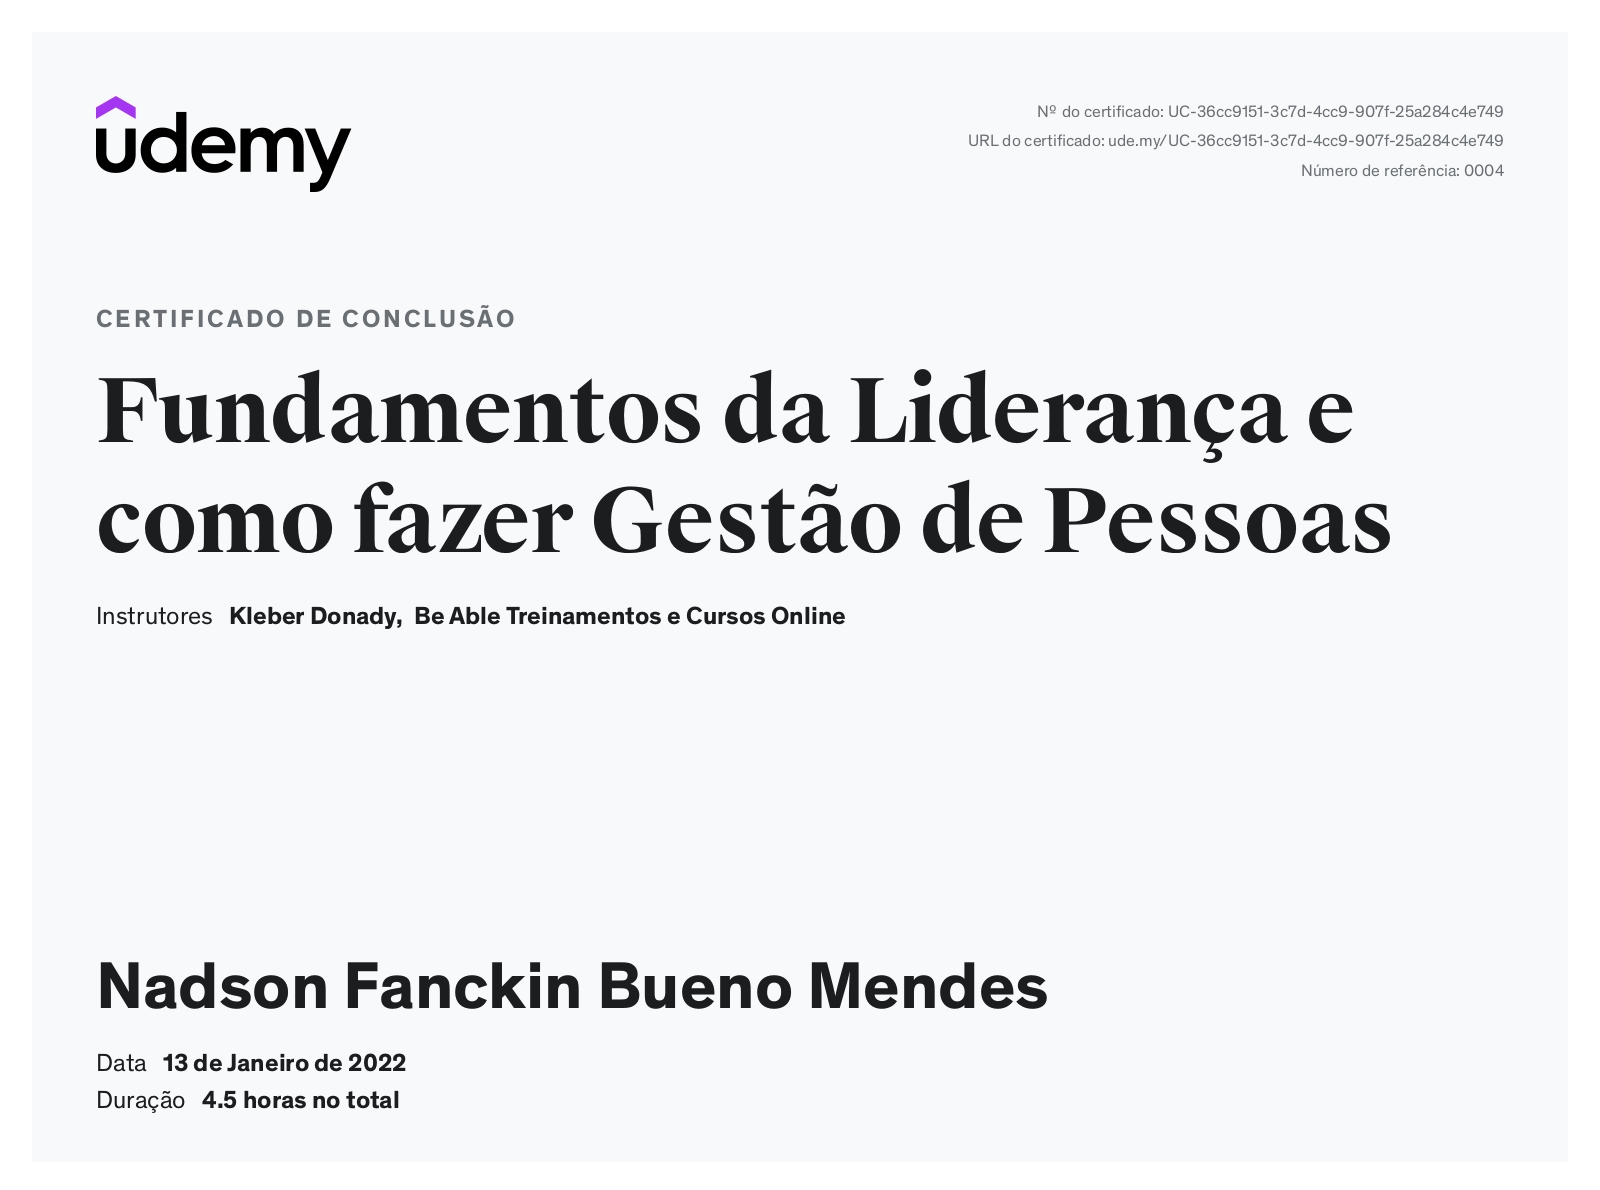 udemy
Nº do certificado: UC-36cc9151-3c7d-4cc9-907f-25a284c4e749
URL do certificado: ude.my/UC-36cc9151-3c7d-4cc9-907f-25a284c4e749
Número de referência: 0004
CERTIFICADO DE CONCLUSÃO
Fundamentos da Liderança e
como fazer Gestão de Pessoas
Instrutores Kleber Donady, Be Able Treinamentos e Cursos Online
Nadson Fanckin Bueno Mendes
Data 13 de Janeiro de 2022
Duração 4.5 horas no total